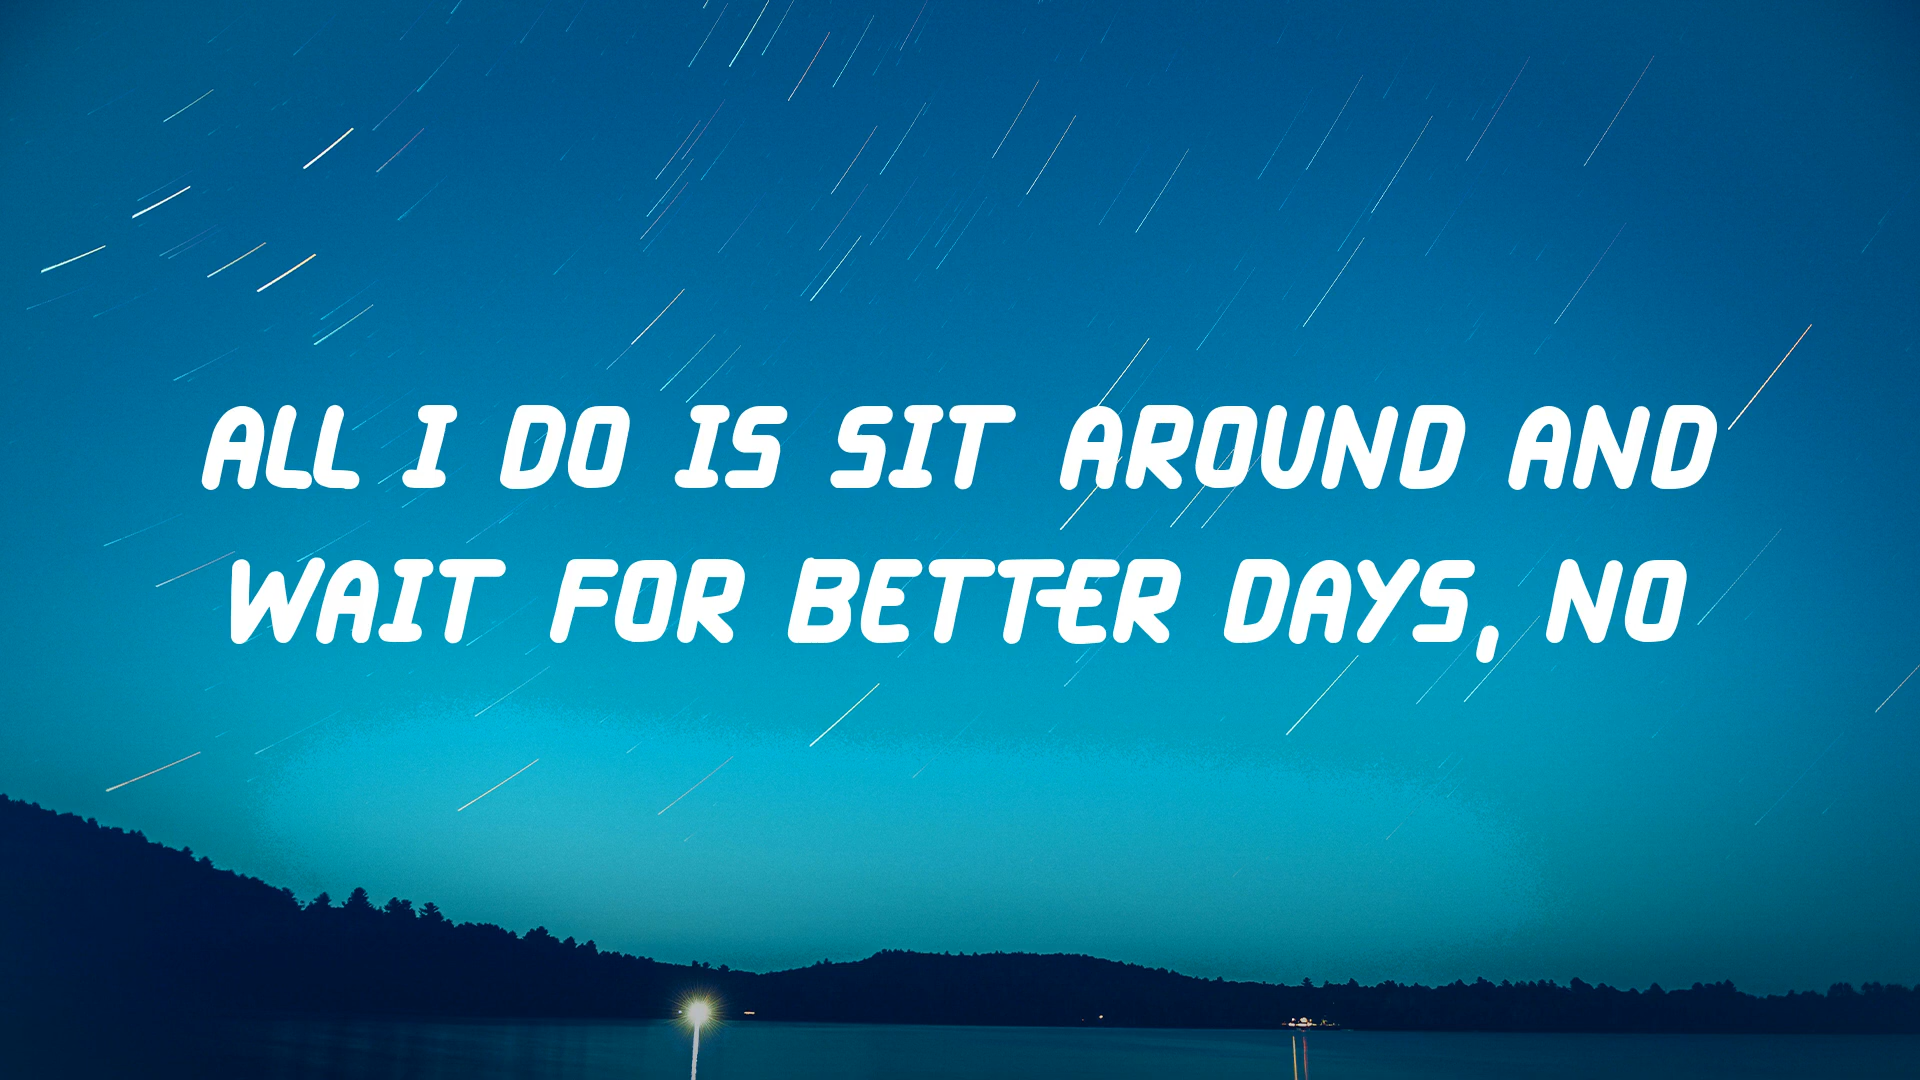 ALL I DO IS SIT AROUND AND
WAIT FOR BETTER DAYS, NO